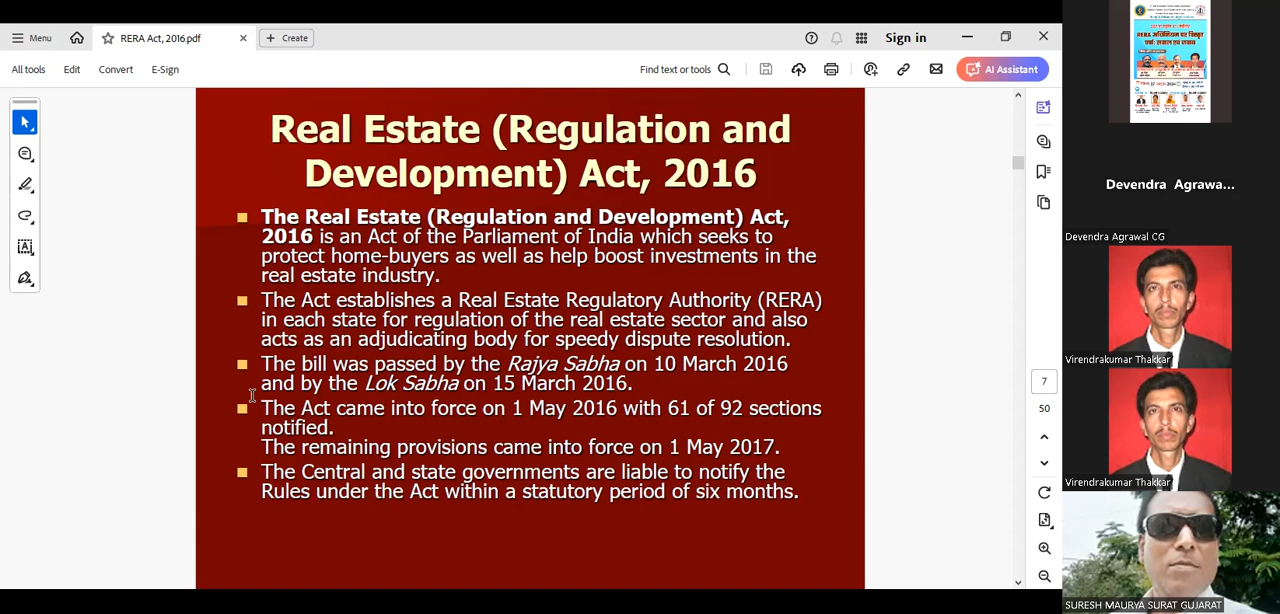 Menu
RERA Act, 2016.pdf
Create
Sign in
All tools
Edit
Convert
E-Sign
Find text or tools
AI Assistant
Real Estate (Regulation and
Development) Act, 2016
The Real Estate (Regulation and Development) Act,
2016 is an Act of the Parliament of India which seeks to
protect home-buyers as well as help boost investments in the
real estate industry.
The Act establishes a Real Estate Regulatory Authority (RERA)
in each state for regulation of the real estate sector and also
acts as an adjudicating body for speedy dispute resolution.
The bill was passed by the Rajya Sabha on 10 March 2016
and by the Lok Sabha on 15 March 2016.
The Act came into force on 1 May 2016 with 61 of 92 sections
notified.
The remaining provisions came into force on 1 May 2017.
The Central and state governments are liable to notify the
Rules under the Act within a statutory period of six months.
7
50
RERA अधिनियम पर विस्तृत
Devendra Agrawa...
Devendra Agrawal CG
Virendrakumar Thakkar
Virendrakumar Thakkar
SURESH MAURYA SURAT GUJARAT